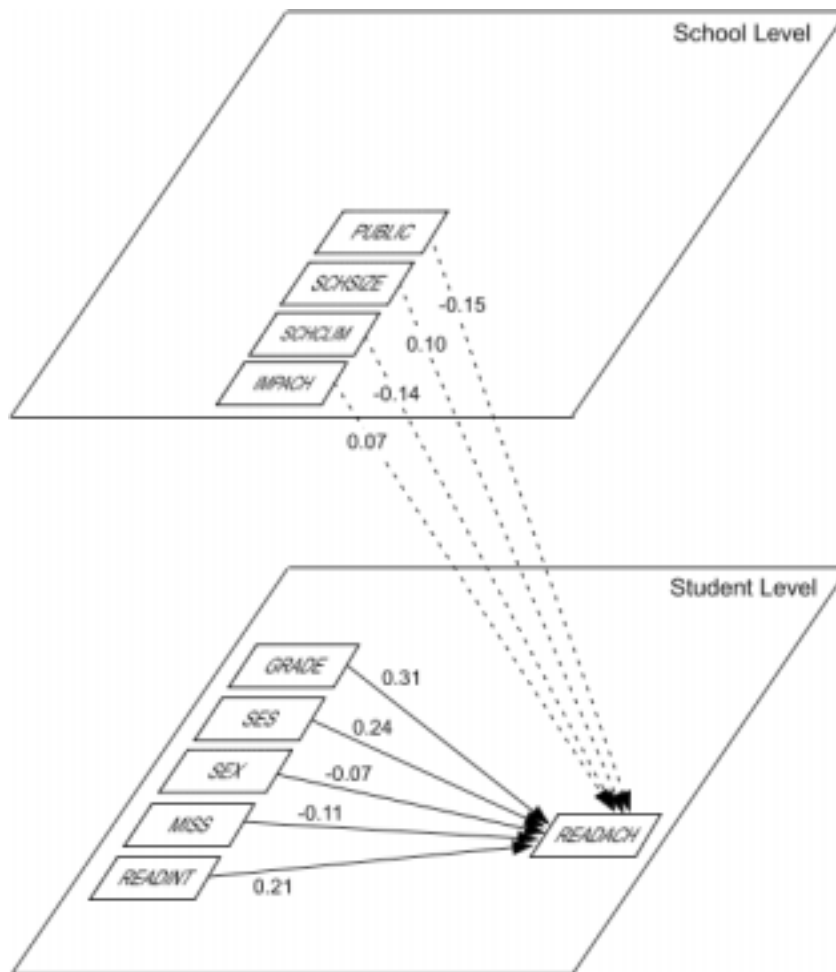 School Level
PUBLIC
SCHSIZE
-0.15
SCHCLIM
0.10
IMPACH
-0.14
0.07
Student Level
GRADE
0.31
SES
0.24
SEX
-0.07
MISS
-0.11
READACH
READINT
0.21